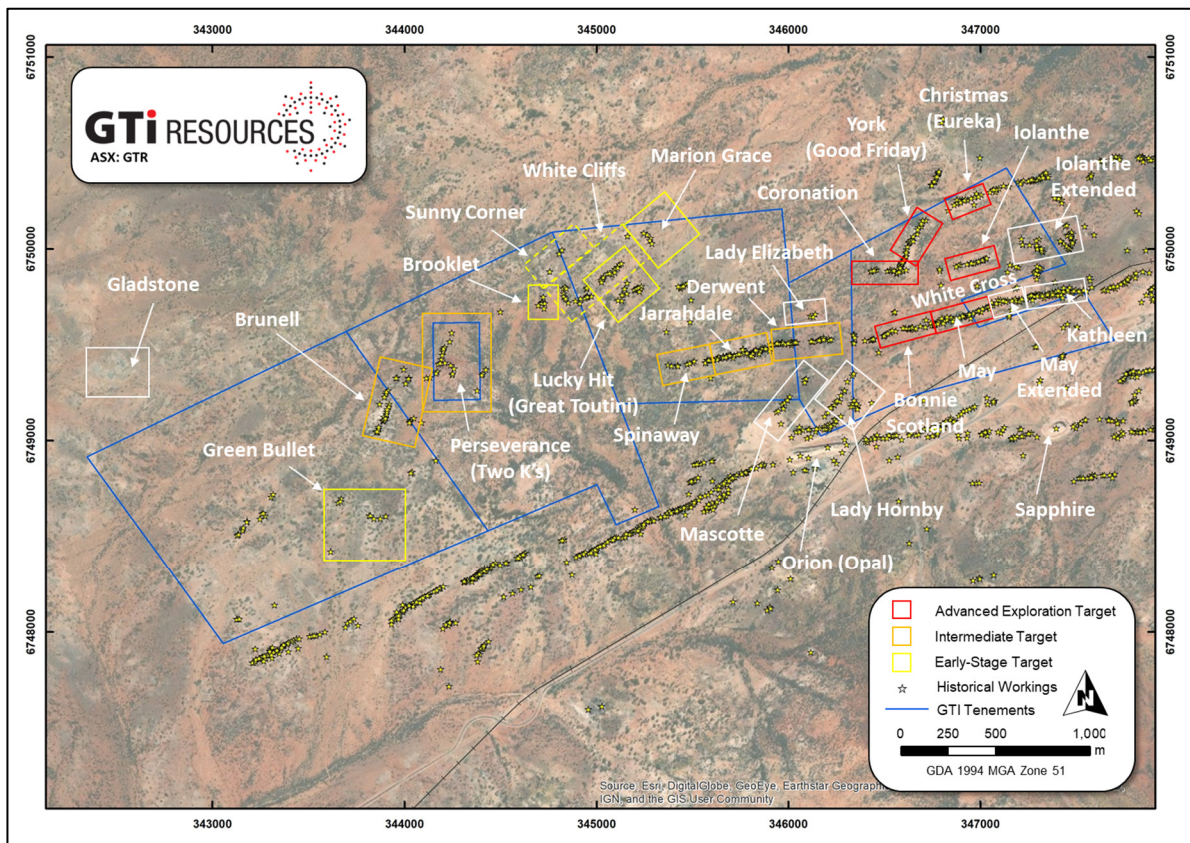 343000
344000
345000
346000
347000
6751000
6751000
GTi RESOURCES
ASX: GTR
Christmas
(Eureka)
York
(Good Friday)
Iolanthe
Marion Grace
White Cliffs
Iolanthe
Extended
Coronation
Sunny Corner
6750000
6750000
Brooklet
Lady Elizabeth
Gladstone
Derwent
White Cross
Brunell
Jarrahdale
Kathleen
Lucky Hit
(Great Toutini)
May
May
Extended
Bonnie
Scotland
Spinaway
Perseverance
(Two K's)
6749000
6749000
Green Bullet
Mascotte
Lady Hornby
Sapphire
Orion (Opal)
6748000
6748000
Advanced Exploration Target
Intermediate Target
Early-Stage Target
Historical Workings
GTI Tenements
N
0 250 500 1,000
m
GDA 1994 MGA Zone 51
Source: Esri, DigitalGlobe, GeoEye, Earthstar
IGN, and the GIS User Community
343000
344000
345000
346000
347000